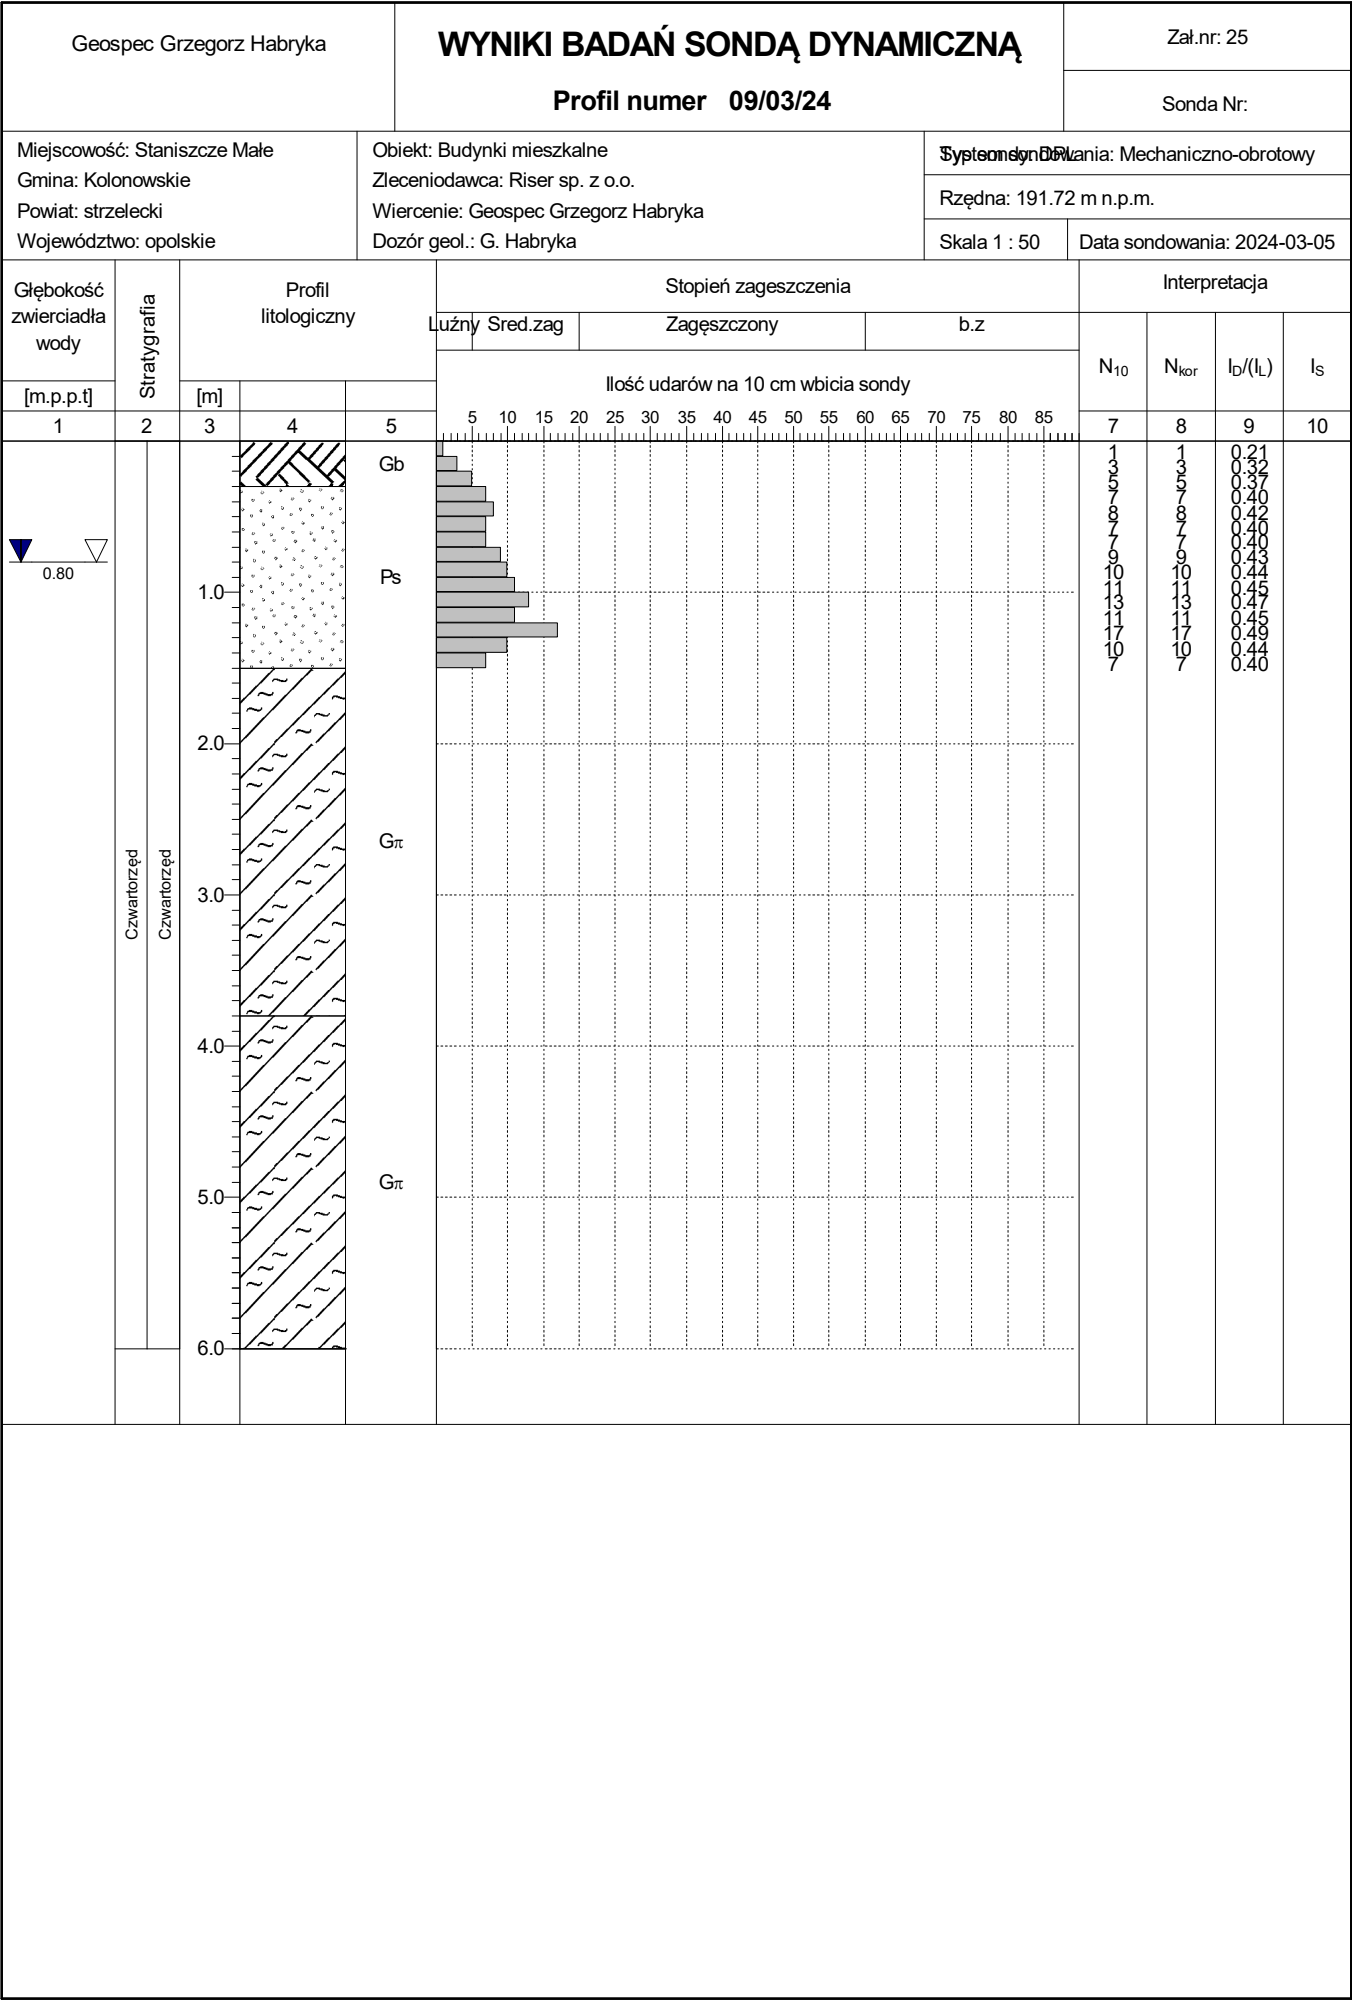 Geospec Grzegorz Habryka
WYNIKI BADAŃ SONDĄ DYNAMICZNĄ
Profil numer 09/03/24
Zał.nr: 25
Sonda Nr:
Miejscowość: Staniszcze Małe
Gmina: Kolonowskie
Powiat: strzelecki
Województwo: opolskie
Obiekt: Budynki mieszkalne
Zleceniodawca: Riser sp. z o.o.
Wiercenie: Geospec Grzegorz Habryka
Dozór geol.: G. Habryka
Typ sondy: DPL
System sondowania: Mechaniczno-obrotowy
Rzędna: 191.72 m n.p.m.
Skala 1 : 50
Data sondowania: 2024-03-05
Głębokość
zwierciadła
wody
[m.p.p.t]
Stratygrafia
Profil
litologiczny
[m]
Stopień zageszczenia
Luźny Sred.zag Zagęszczony b.z
Ilość udarów na 10 cm wbicia sondy
5 10 15 20 25 30 35 40 45 50 55 60 65 70 75 80 85
Interpretacja
N10 Nkor ID/(IL) IS
1 2 3 4 5 7 8 9 10
Gb
Ps
Gπ
Gπ
0.80
Czwartorzęd
Czwartorzęd
1.0
2.0
3.0
4.0
5.0
6.0
1 1 0.21
3 3 0.32
5 5 0.37
7 7 0.40
8 8 0.42
7 7 0.40
7 7 0.40
9 9 0.43
10 10 0.44
11 11 0.45
13 13 0.47
11 11 0.45
17 17 0.49
10 10 0.44
7 7 0.40